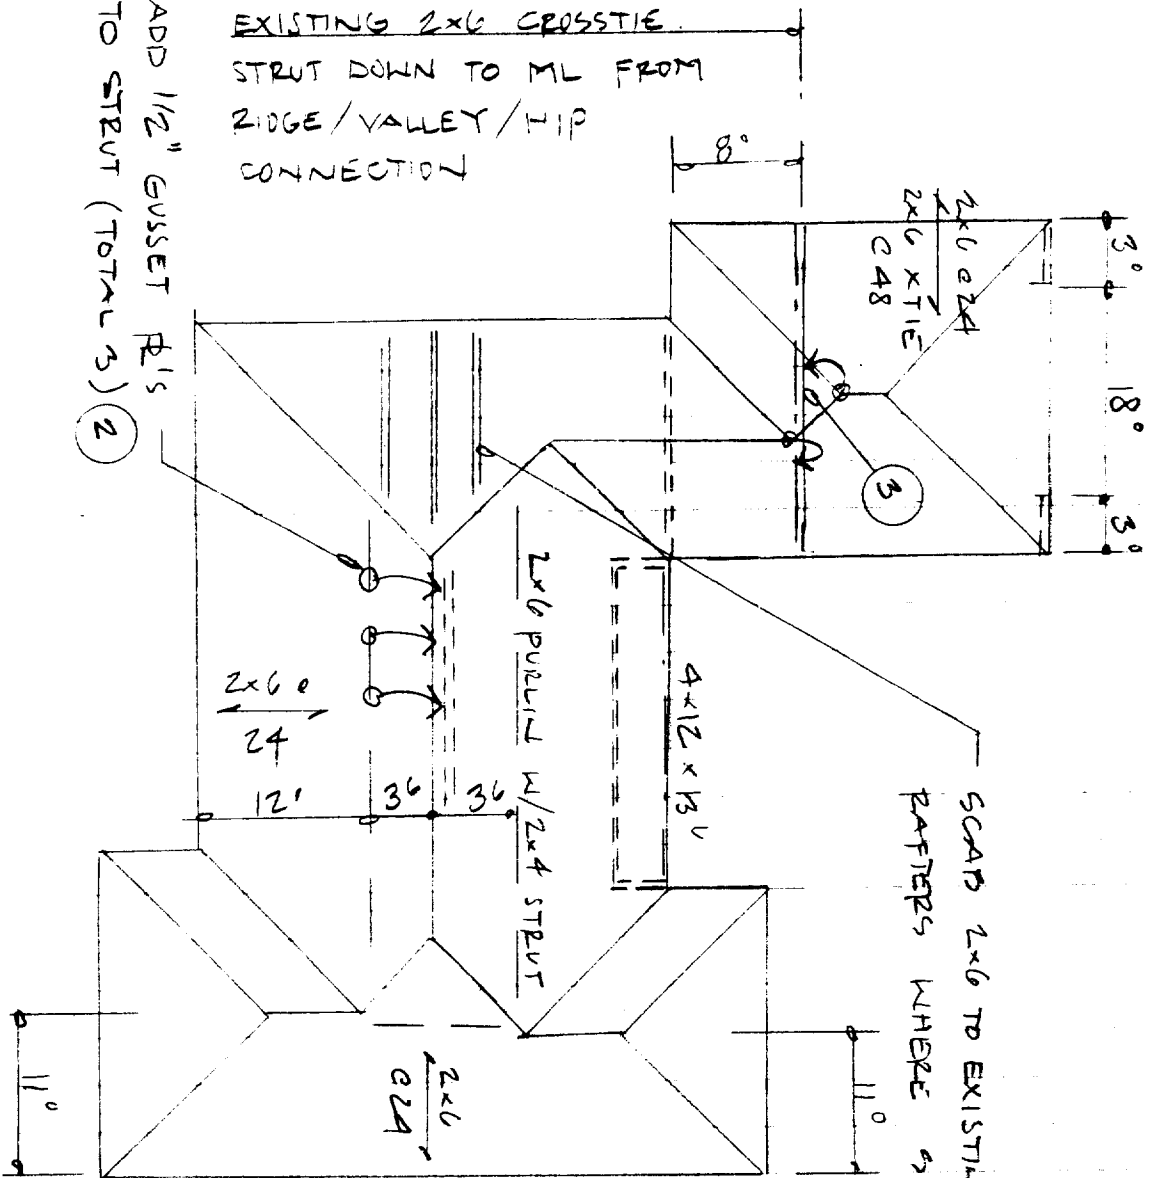 EXISTING 2x6 CROSSTIE.
STRUT DOWN TO ML FROM
RIDGE/VALLEY/HIP
CONNECTION
ADD 1/2" GUSSET PL'S
TO STRUT (TOTAL 3)
2
8°
2x6 @24
2x6 XTIE
@48
3°
18°
3°
3
2x6 PURLIN W/2x4 STRUT
4x12 x 13⁶
SCAB 2x6 TO EXISTIN
RAFTERS WHERE S
2x6 @
24
12'
3⁶
3⁶
2x6
@24
11°
11°